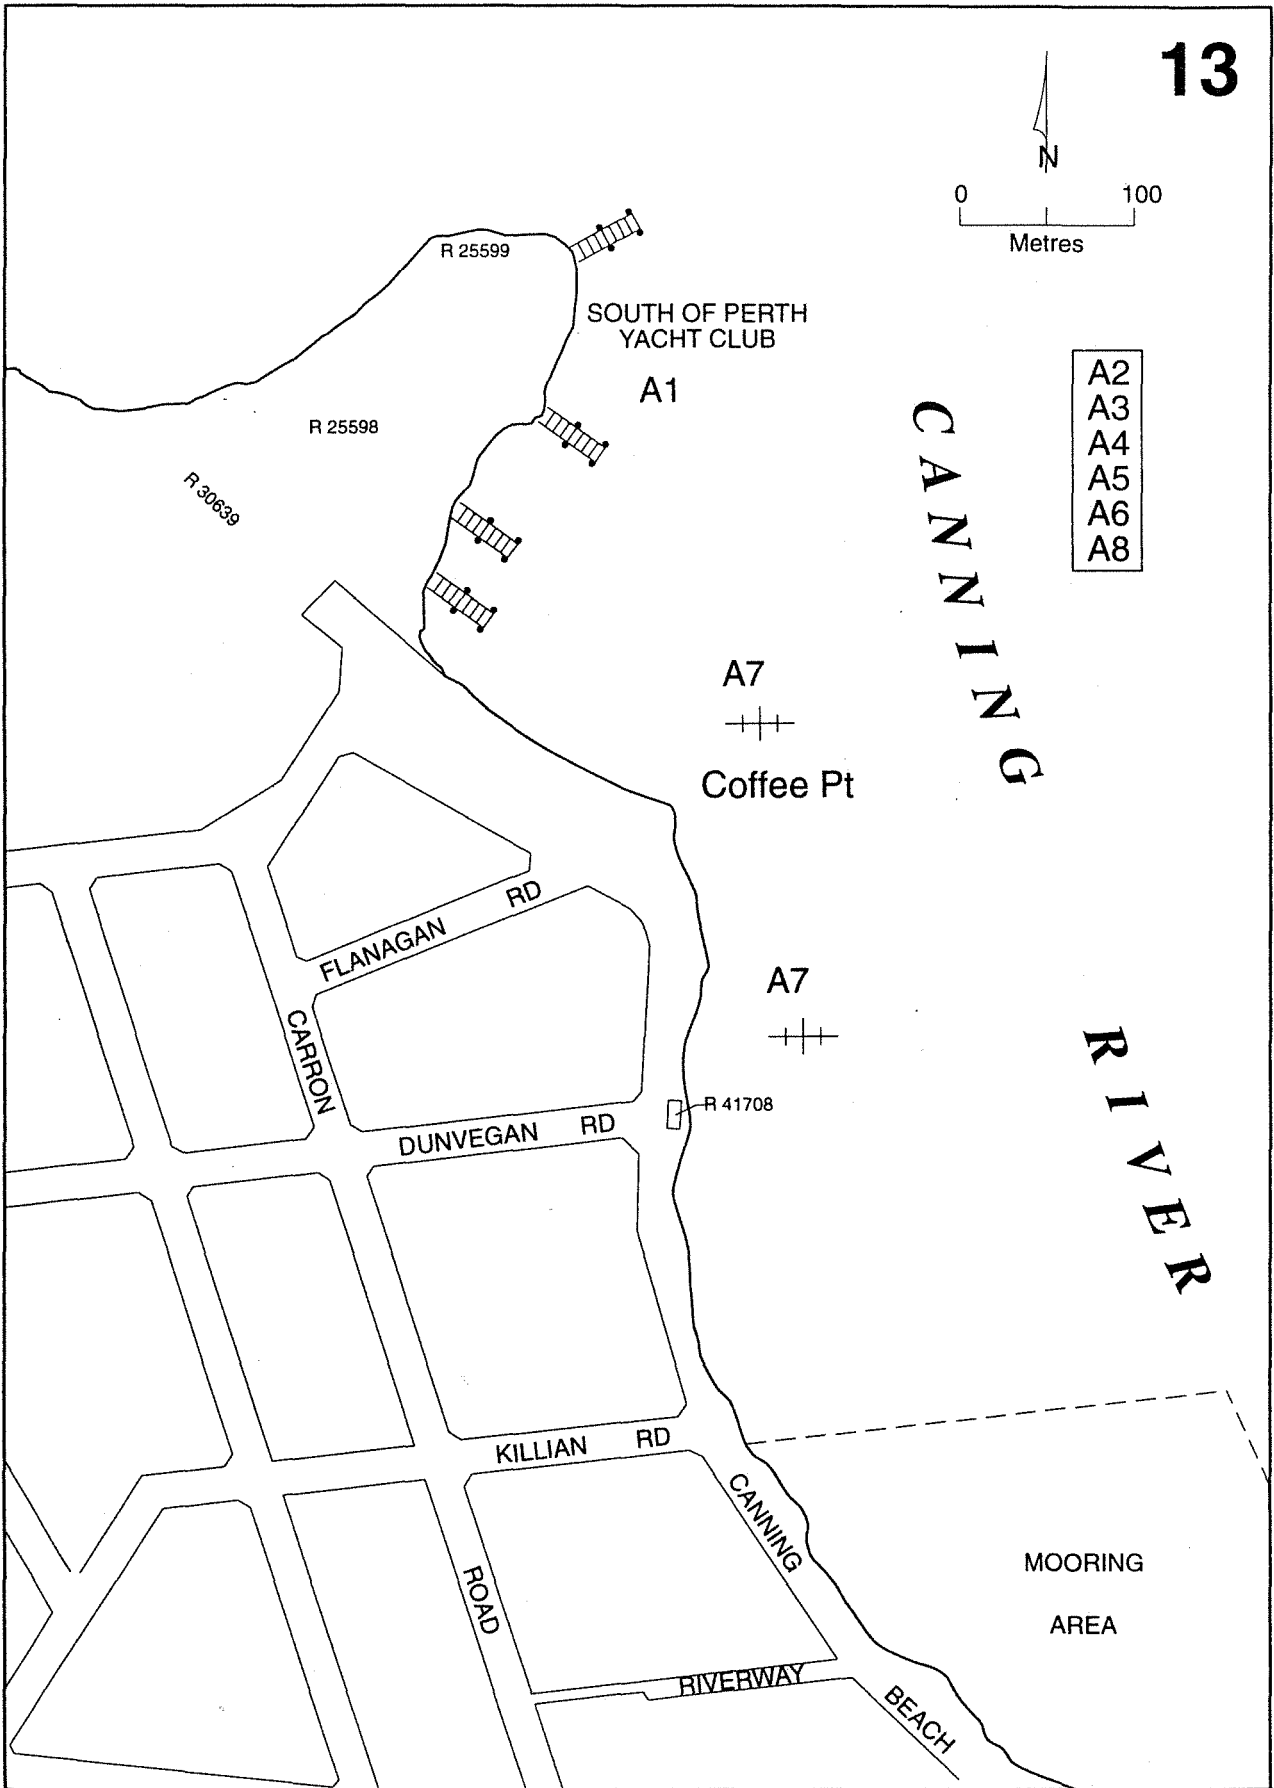 13
N
0 100
Metres
R 25599
SOUTH OF PERTH
YACHT CLUB
A1
A2
A3
A4
A5
A6
A8
R 25598
R 30639
CANNING
A7
Coffee Pt
FLANAGAN RD
A7
CARRON
RIVER
R 41708
DUNVEGAN RD
KILLIAN RD
CANNING
MOORING
AREA
ROAD
RIVERWAY
BEACH